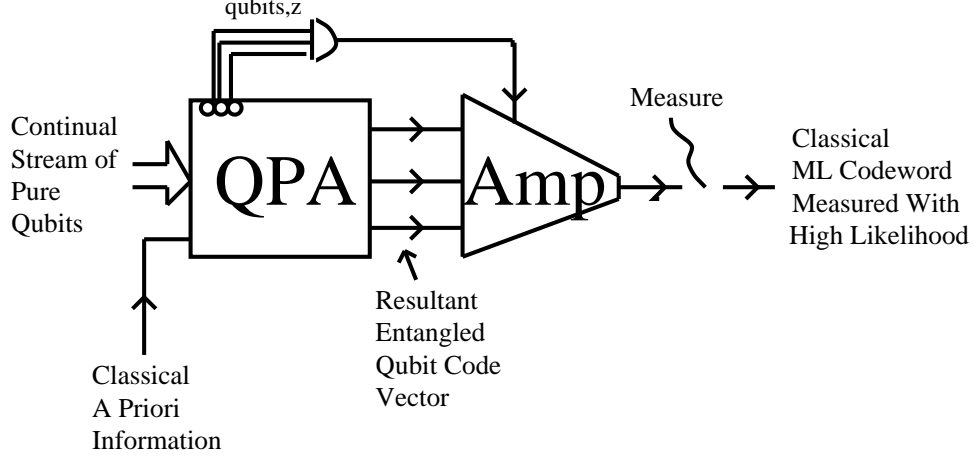 qubits,z
Continual
Stream of
Pure
Qubits
QPA
Amp
Measure
Classical
ML Codeword
Measured With
High Likelihood
Resultant
Entangled
Qubit Code
Vector
Classical
A Priori
Information